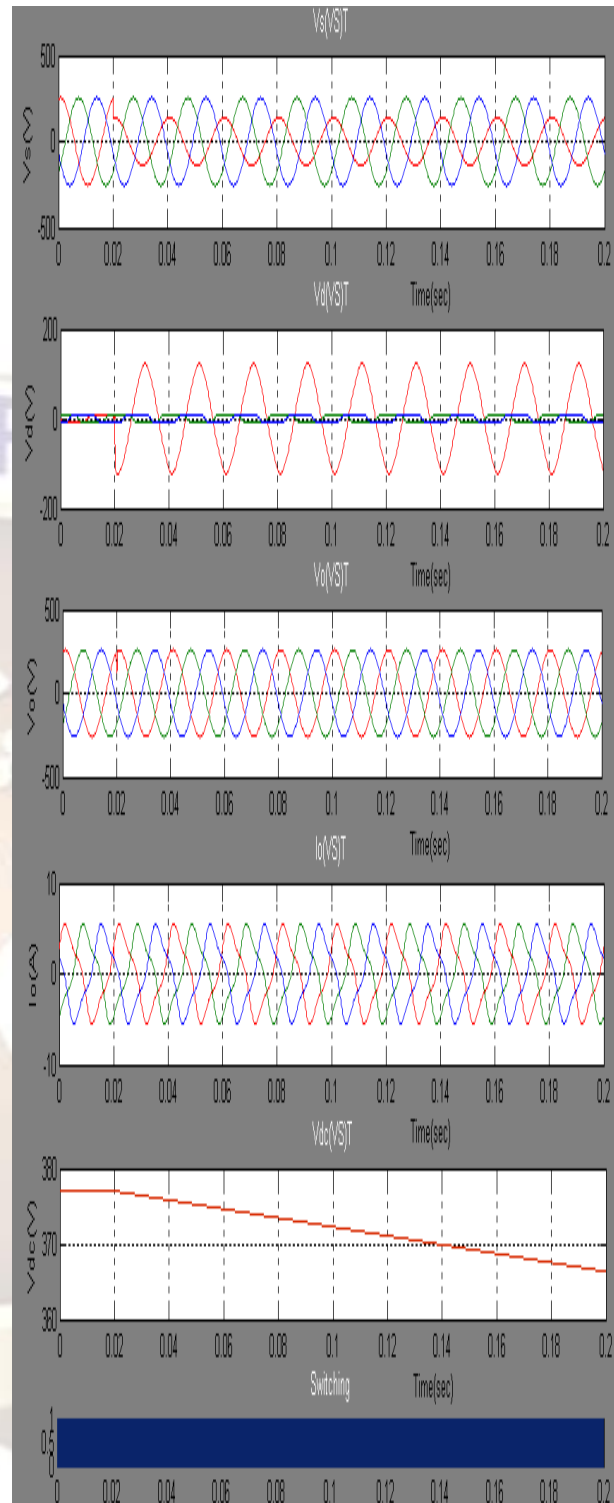 Vs(VS)T
500
0
-500
Vs(V)
0 0.02 0.04 0.06 0.08 0.1 0.12 0.14 0.16 0.18 0.2
Vd(VS)T Time(sec)
200
0
-200
Vd(V)
0 0.02 0.04 0.06 0.08 0.1 0.12 0.14 0.16 0.18 0.2
Vo(VS)T Time(sec)
500
0
-500
Vo(V)
0 0.02 0.04 0.06 0.08 0.1 0.12 0.14 0.16 0.18 0.2
Io(VS)T Time(sec)
10
0
-10
Io(A)
0 0.02 0.04 0.06 0.08 0.1 0.12 0.14 0.16 0.18 0.2
Vdc(VS)T Time(sec)
380
370
360
Vdc(V)
0 0.02 0.04 0.06 0.08 0.1 0.12 0.14 0.16 0.18 0.2
Switching Time(sec)
1
0.5
0
0 0.02 0.04 0.06 0.08 0.1 0.12 0.14 0.16 0.18 0.2